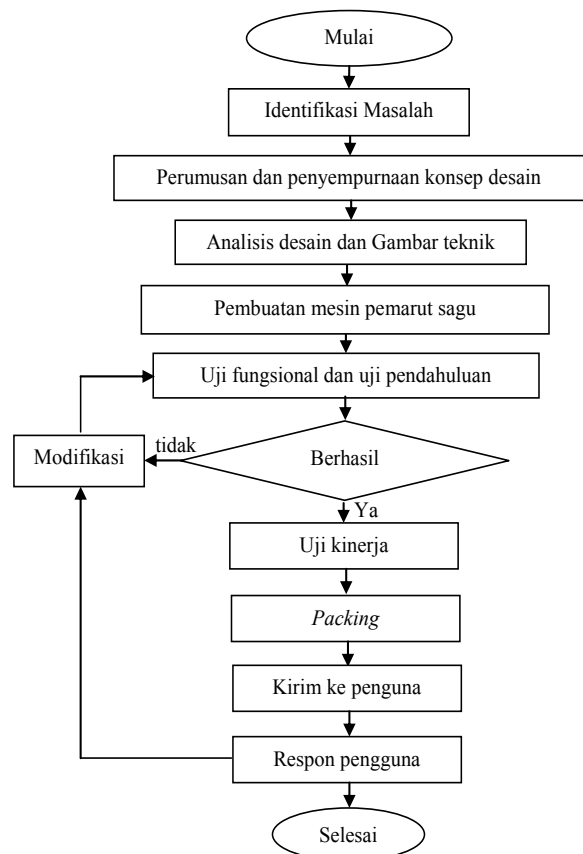 Mulai
Identifikasi Masalah
Perumusan dan penyempurnaan konsep desain
Analisis desain dan Gambar teknik
Pembuatan mesin pemarut sagu
Uji fungsional dan uji pendahuluan
Modifikasi
tidak
Berhasil
Ya
Uji kinerja
Packing
Kirim ke penguna
Respon pengguna
Selesai